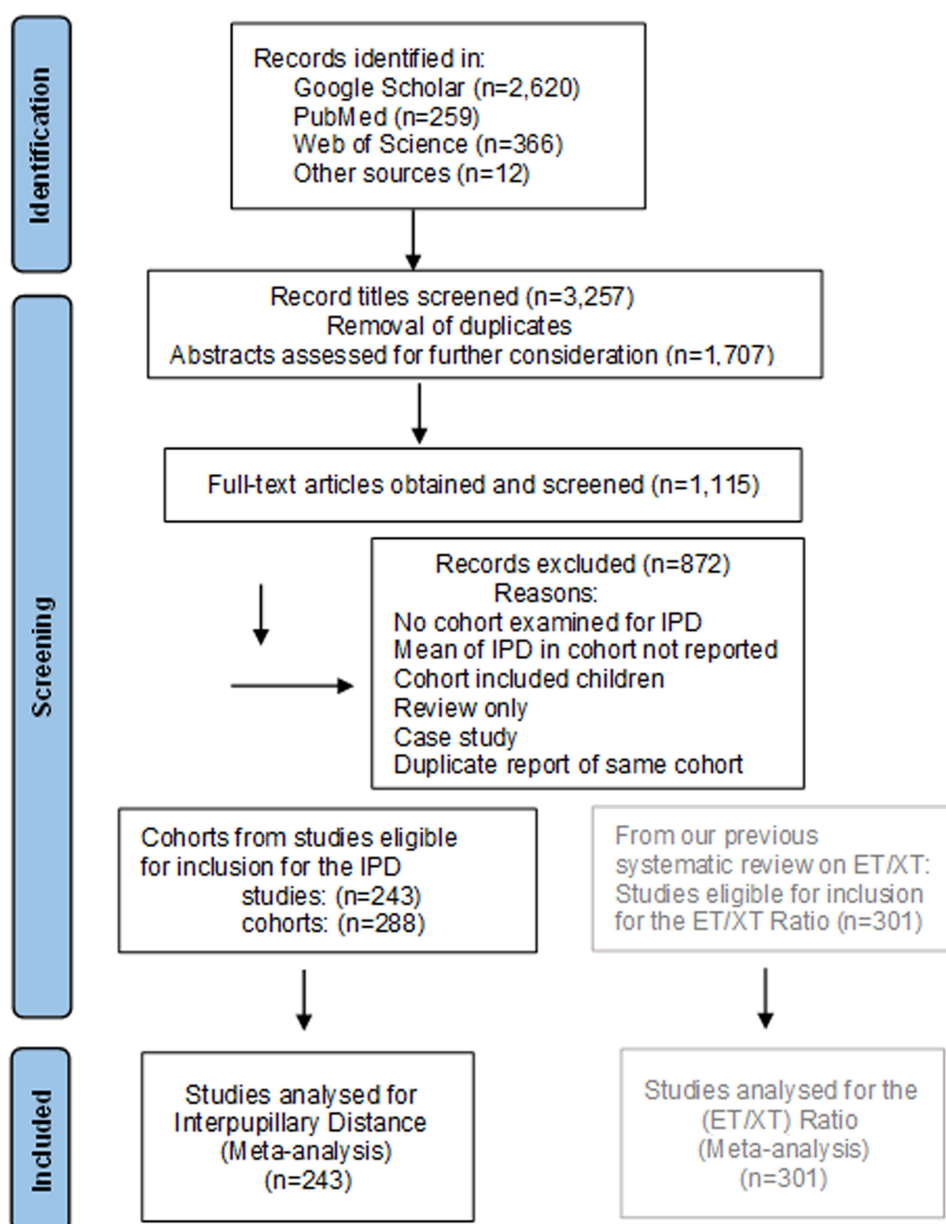 Identification
Records identified in:
Google Scholar (n=2,620)
PubMed (n=259)
Web of Science (n=366)
Other sources (n=12)
Screening
Record titles screened (n=3,257)
Removal of duplicates
Abstracts assessed for further consideration (n=1,707)
Full-text articles obtained and screened (n=1,115)
Records excluded (n=872)
Reasons:
No cohort examined for IPD
Mean of IPD in cohort not reported
Cohort included children
Review only
Case study
Duplicate report of same cohort
Cohorts from studies eligible
for inclusion for the IPD
studies: (n=243)
cohorts: (n=288)
From our previous
systematic review on ET/XT:
Studies eligible for inclusion
for the ET/XT Ratio (n=301)
Included
Studies analysed for
Interpupillary Distance
(Meta-analysis)
(n=243)
Studies analysed for the
(ET/XT) Ratio
(Meta-analysis)
(n=301)